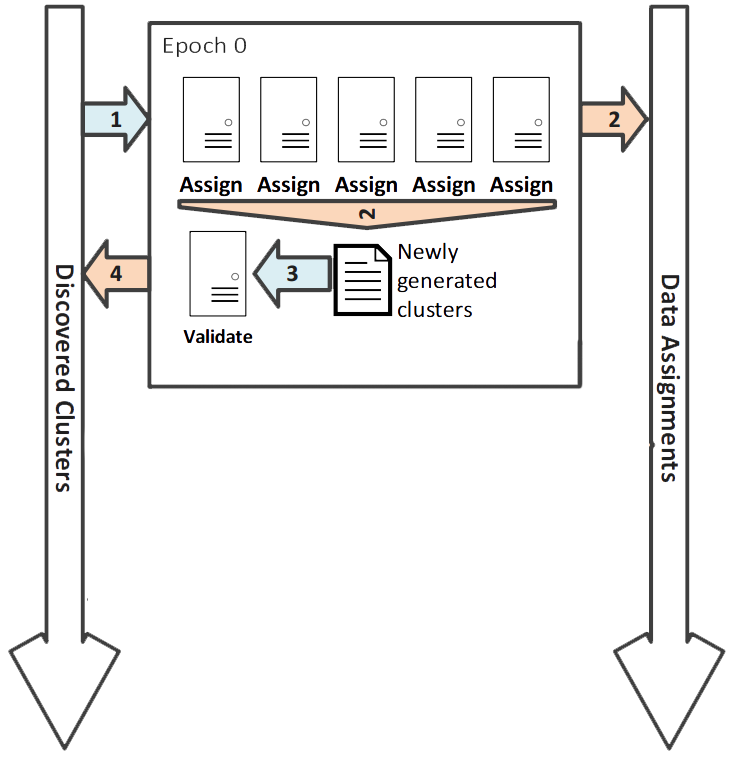 Epoch 0
1
2
Assign Assign Assign Assign Assign
2
4
3
Newly
generated
clusters
Validate
Discovered Clusters
Data Assignments